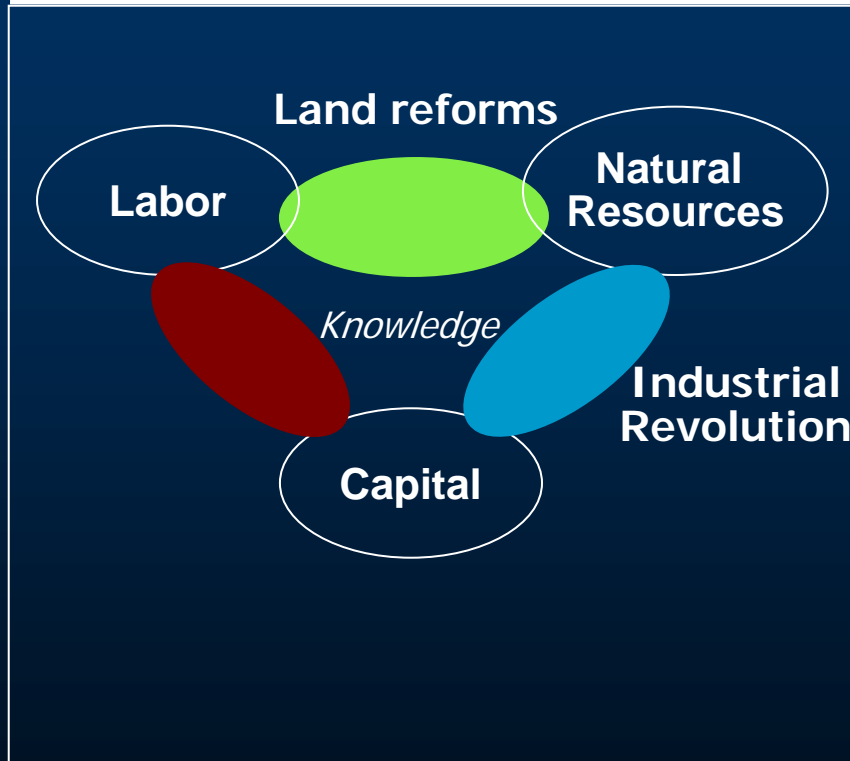 Land reforms
Labor
Natural
Resources
Knowledge
Industrial
Revolution
Capital